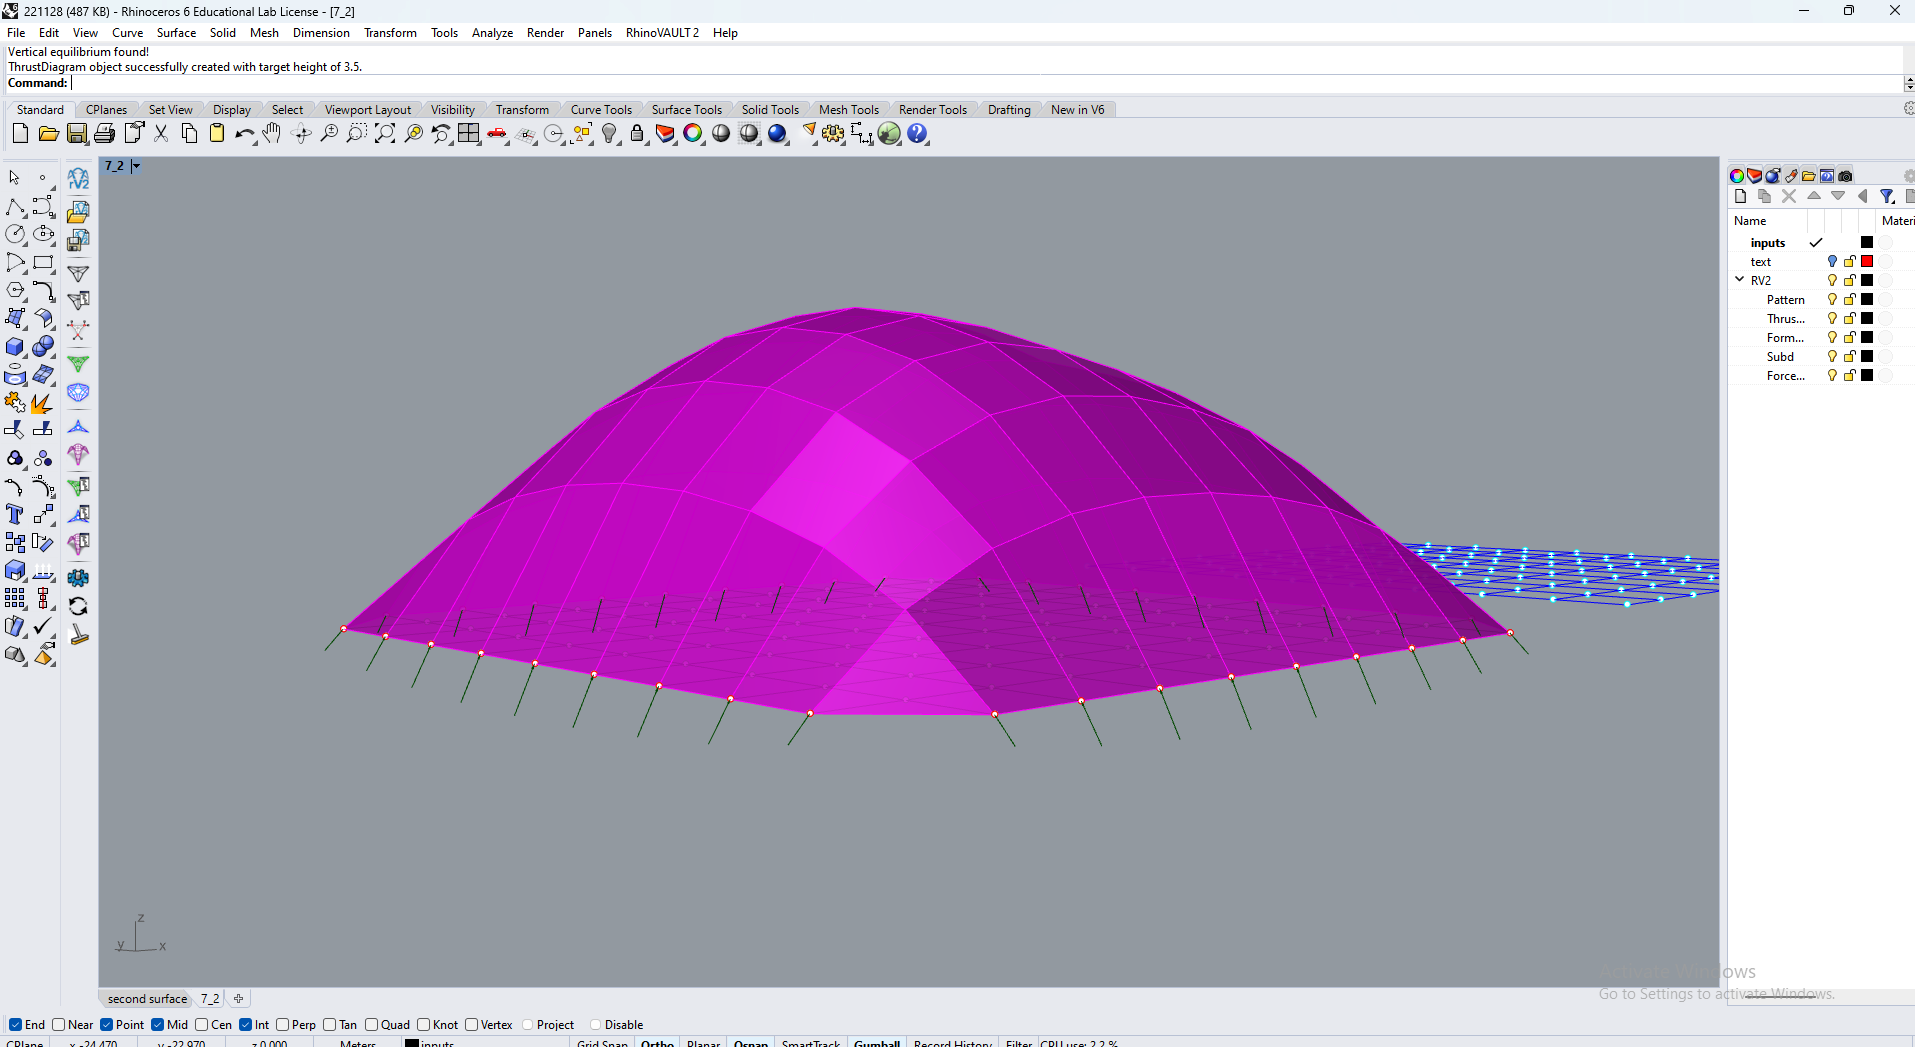 221128 (487 KB) - Rhinoceros 6 Educational Lab License - [7_2]
File Edit View Curve Surface Solid Mesh Dimension Transform Tools Analyze Render Panels RhinoVAULT2 Help
Vertical equilibrium found!
ThrustDiagram object successfully created with target height of 3.5.
Command:
Standard CPlanes Set View Display Select Viewport Layout Visibility Transform Curve Tools Surface Tools Solid Tools Mesh Tools Render Tools Drafting New in V6
7_2
rV2
Name Materi
inputs
text
RV2
Pattern
Thrus...
Form...
Subd
Force...
z
y x
Activate Windows
Go to Settings to activate Windows.
second surface 7_2
End Near Point Mid Cen Int Perp Tan Quad Knot Vertex Project Disable
CPlane x -24.470 y -22.970 z 0.000 Meters inputs Grid Snap Ortho Planar Osnap SmartTrack Gumball Record History Filter CPU use: 2.2 %